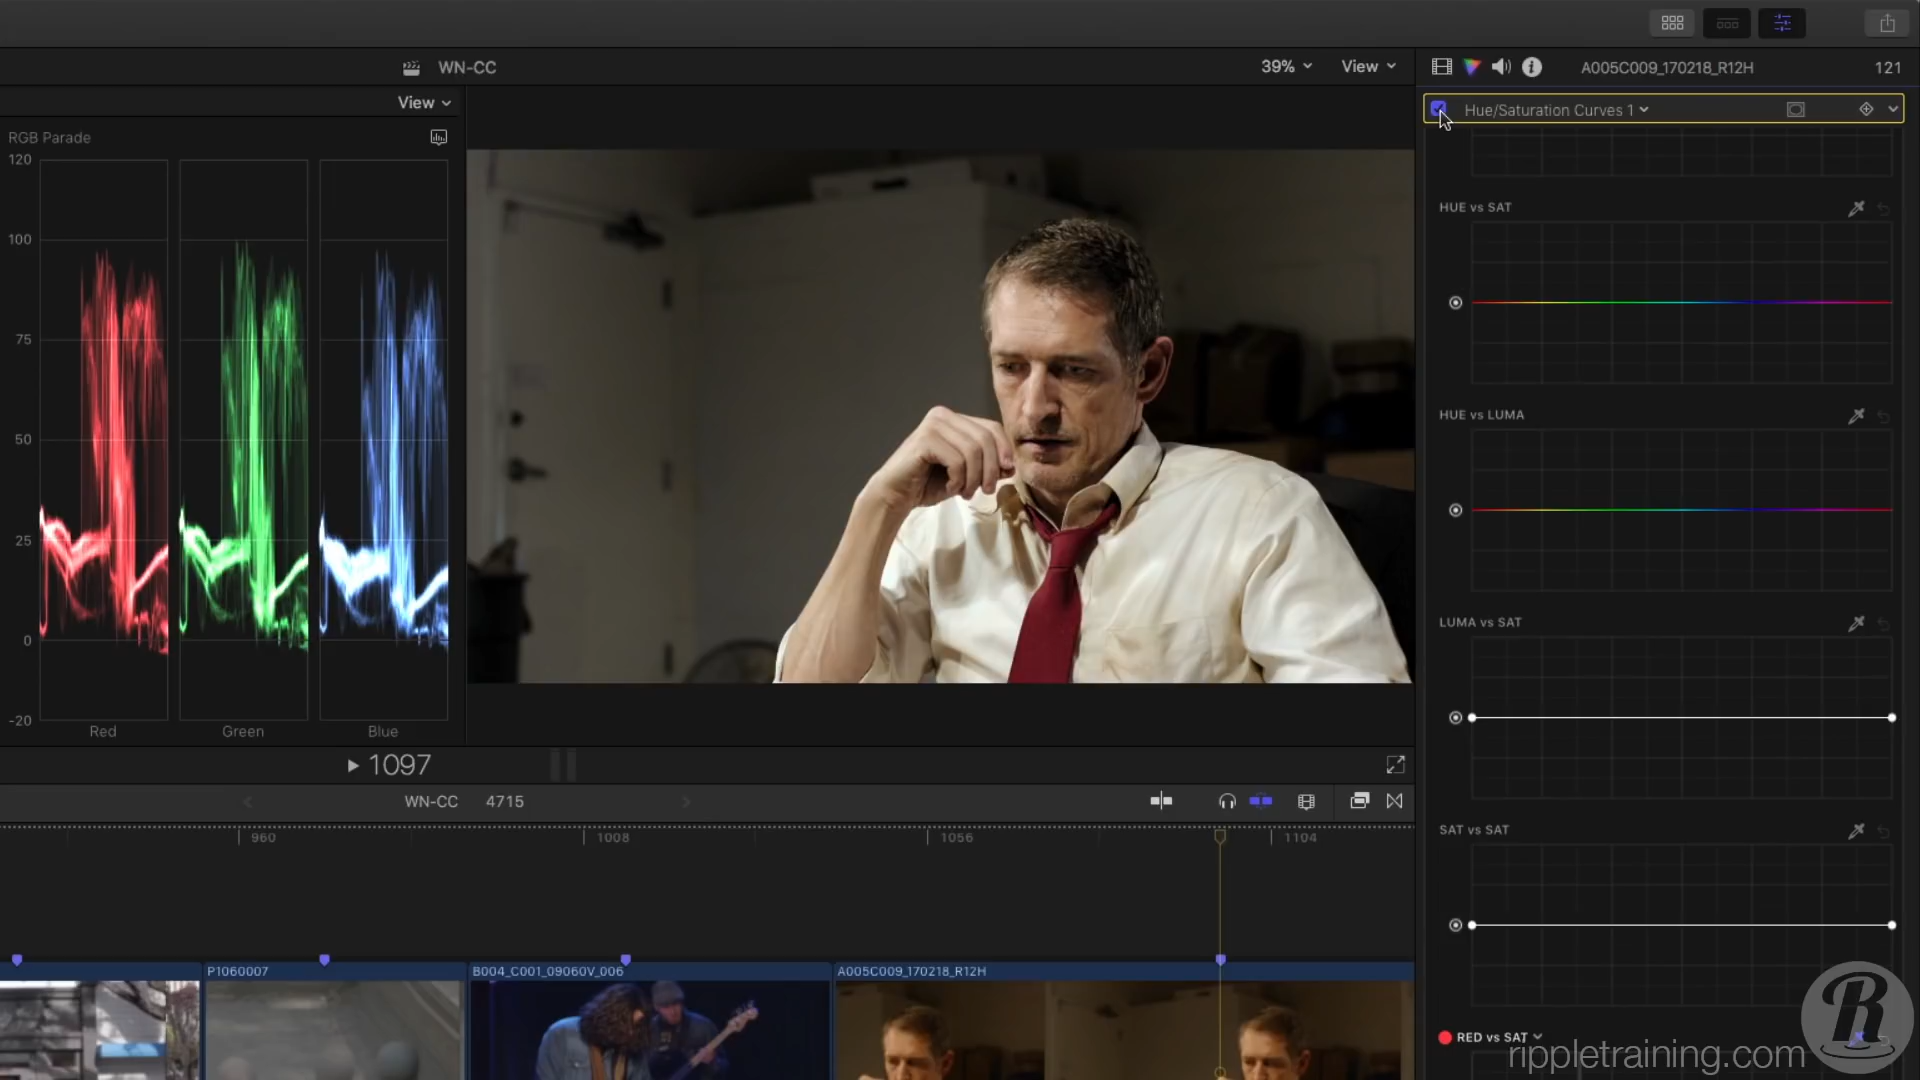 WN-CC
39%
View
A005C009_170218_R12H
121
View
Hue/Saturation Curves 1
RGB Parade
120
100
75
50
25
0
-20
Red
Green
Blue
HUE vs SAT
HUE vs LUMA
LUMA vs SAT
SAT vs SAT
RED vs SAT
1097
WN-CC
4715
960
1008
1056
1104
P1060007
B004_C001_09060V_006
A005C009_170218_R12H
R
rippletraining.com